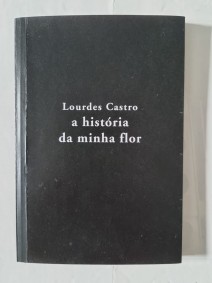 Lourdes Castro
a história
da minha flor